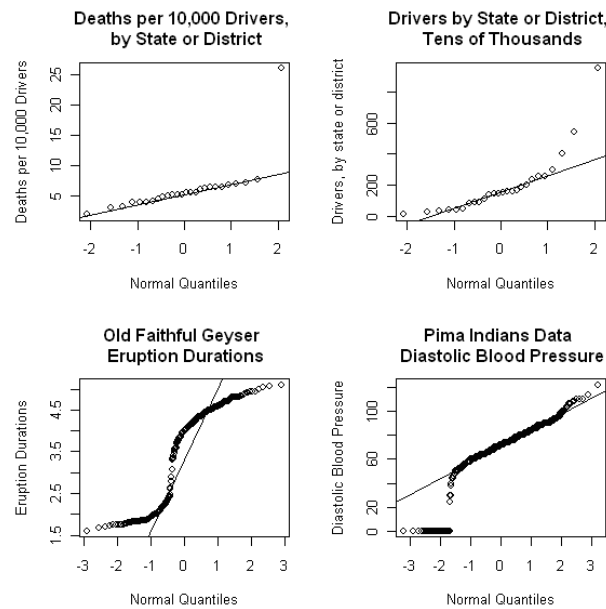 Deaths per 10,000 Drivers,
by State or District
Deaths per 10,000 Drivers
25
20
15
10
5
-2 -1 0 1 2
Normal Quantiles
Drivers by State or District,
Tens of Thousands
Drivers, by state or district
600
200
0
-2 -1 0 1 2
Normal Quantiles
Old Faithful Geyser
Eruption Durations
Eruption Durations
4.5
3.5
2.5
1.5
-3 -2 -1 0 1 2 3
Normal Quantiles
Pima Indians Data
Diastolic Blood Pressure
Diastolic Blood Pressure
100
60
0
-3 -2 -1 0 1 2 3
Normal Quantiles